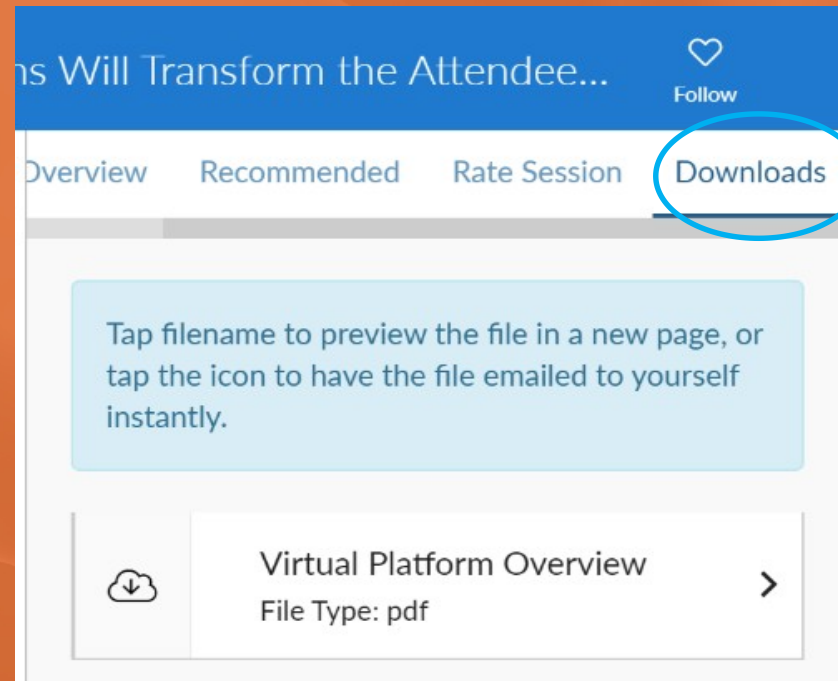 ns Will Transform the Attendee...
Follow
Overview Recommended Rate Session Downloads
Tap filename to preview the file in a new page, or
tap the icon to have the file emailed to yourself
instantly.
Virtual Platform Overview
File Type: pdf